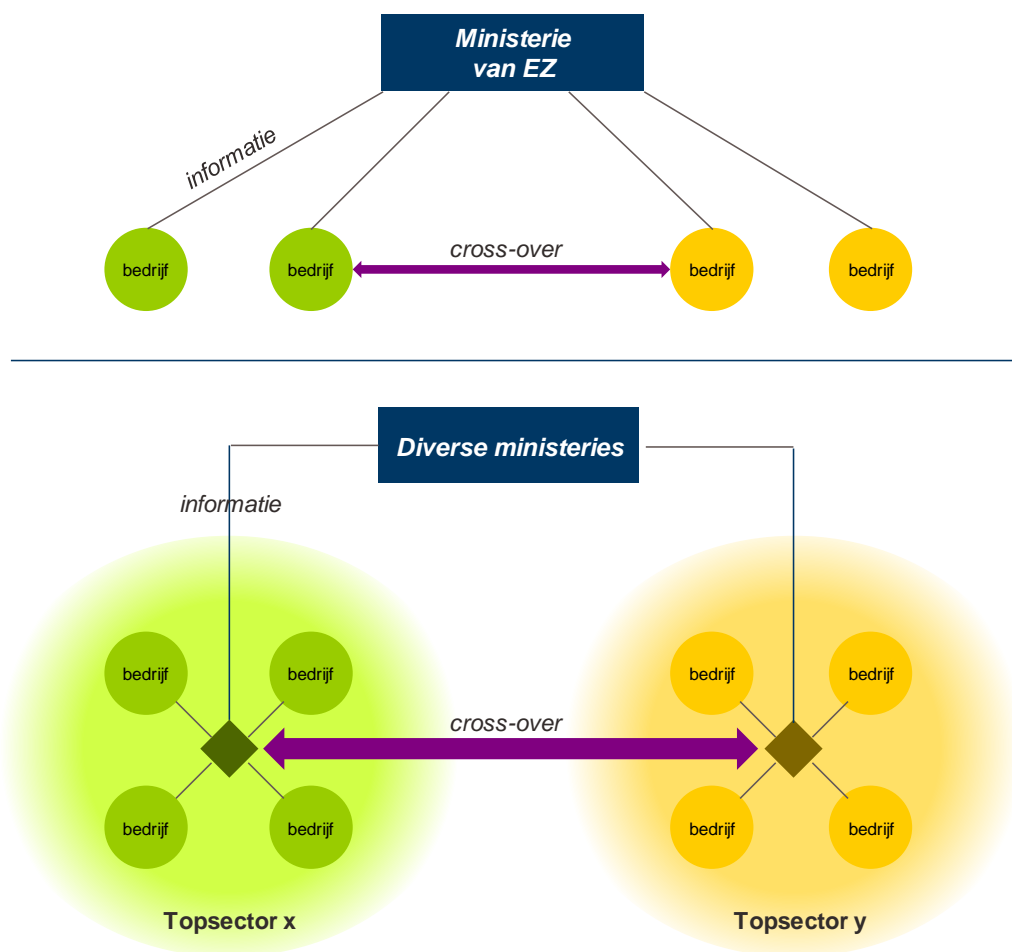 Ministerie
van EZ
informatie
cross-over
bedrijf
bedrijf
bedrijf
bedrijf
Diverse ministeries
informatie
bedrijf
bedrijf
bedrijf
bedrijf
cross-over
bedrijf
bedrijf
bedrijf
bedrijf
Topsector x
Topsector y